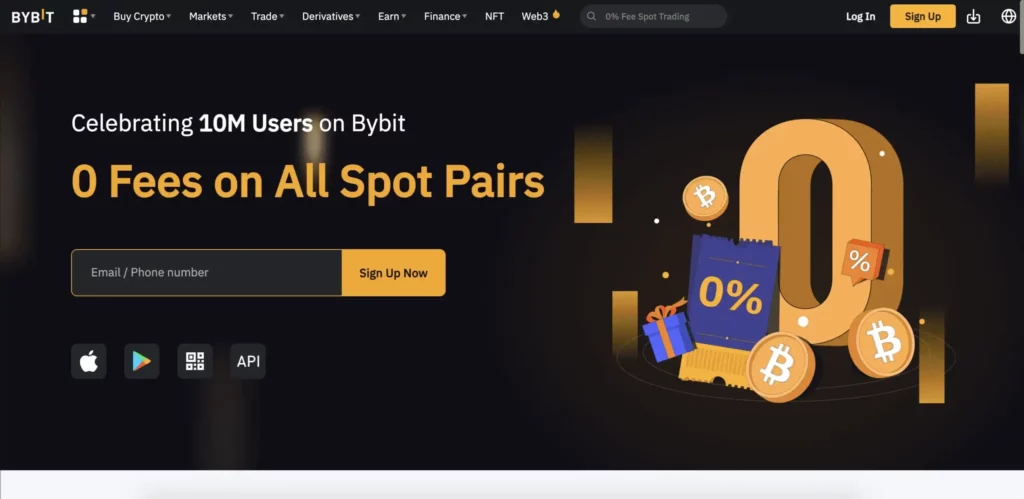 BYBIT
Buy Crypto
Markets
Trade
Derivatives
Earn
Finance
NFT
Web3
0% Fee Spot Trading
Log In
Sign Up
Celebrating 10M Users on Bybit
0 Fees on All Spot Pairs
Email / Phone number
Sign Up Now
API
0
0%
%